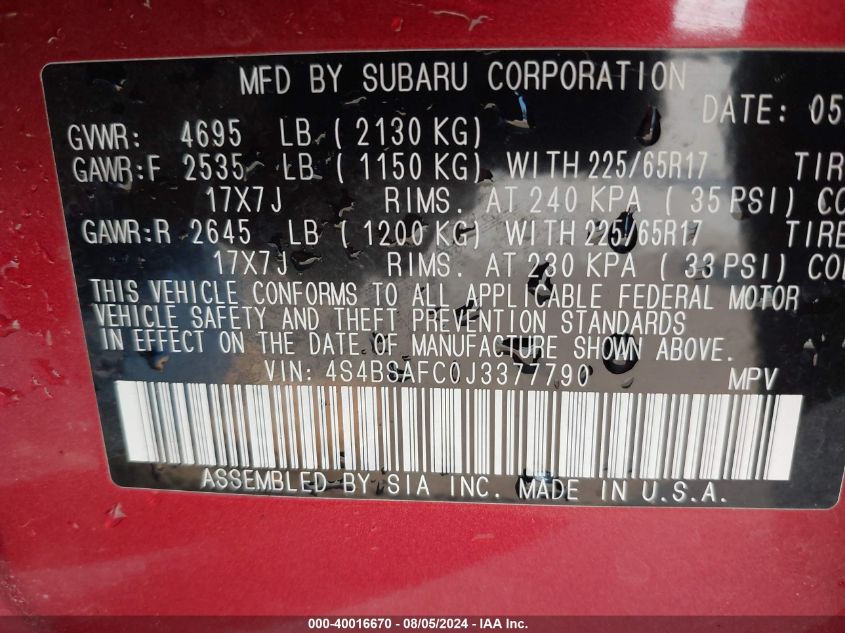 MFD BY SUBARU CORPORATION
DATE: 05
GVWR: 4695 LB ( 2130 KG)
GAWR:F 2535 LB ( 1150 KG) WITH 225/65R17 TIRE
17X7J RIMS. AT 240 KPA ( 35 PSI) CO
GAWR:R 2645 LB ( 1200 KG) WITH 225/65R17 TIRE
17X7J RIMS. AT 230 KPA ( 33 PSI) CO
THIS VEHICLE CONFORMS TO ALL APPLICABLE FEDERAL MOTOR
VEHICLE SAFETY AND THEFT PREVENTION STANDARDS
IN EFFECT ON THE DATE OF MANUFACTURE SHOWN ABOVE.
VIN: 4S4BSAFC0J3377790 MPV
ASSEMBLED BY SIA INC. MADE IN U.S.A.
000-40016670 - 08/05/2024 - IAA Inc.